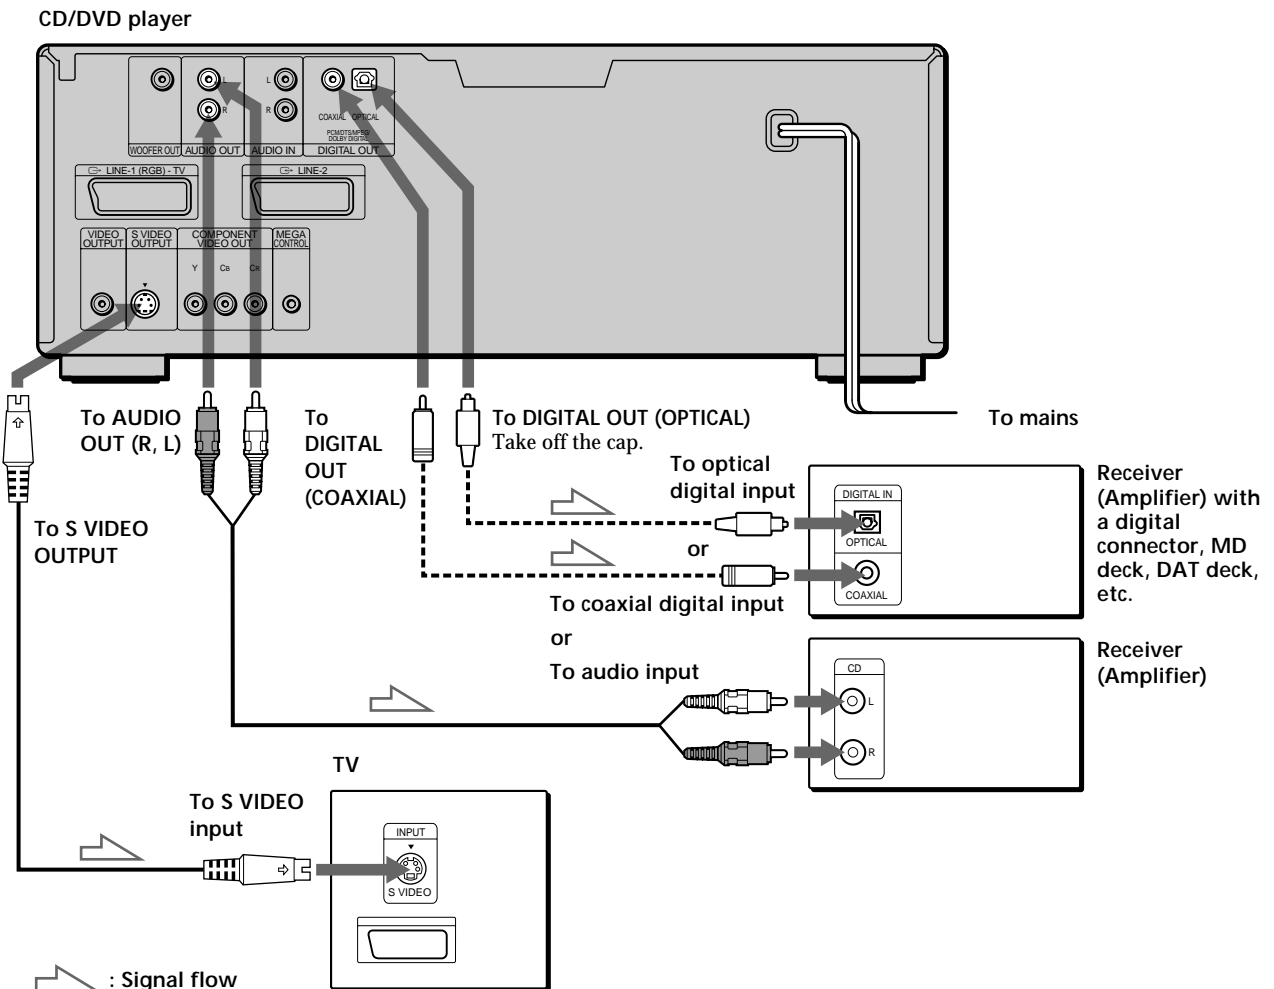 CD/DVD player
L
R
L
R
COAXIAL OPTICAL
PCM/DTS/MPEG/
DOLBY DIGITAL
WOOFER OUT
AUDIO OUT
AUDIO IN
DIGITAL OUT
LINE-1 (RGB) - TV
LINE-2
VIDEO
OUTPUT
S VIDEO
OUTPUT
COMPONENT
VIDEO OUT
MEGA
CONTROL
Y CB CR
To AUDIO
OUT (R, L)
To
DIGITAL
OUT
(COAXIAL)
To DIGITAL OUT (OPTICAL)
Take off the cap.
To mains
To S VIDEO
OUTPUT
To optical
digital input
or
To coaxial digital input
or
To audio input
DIGITAL IN
OPTICAL
COAXIAL
Receiver
(Amplifier) with
a digital
connector, MD
deck, DAT deck,
etc.
CD
L
R
Receiver
(Amplifier)
TV
To S VIDEO
input
INPUT
S VIDEO
: Signal flow